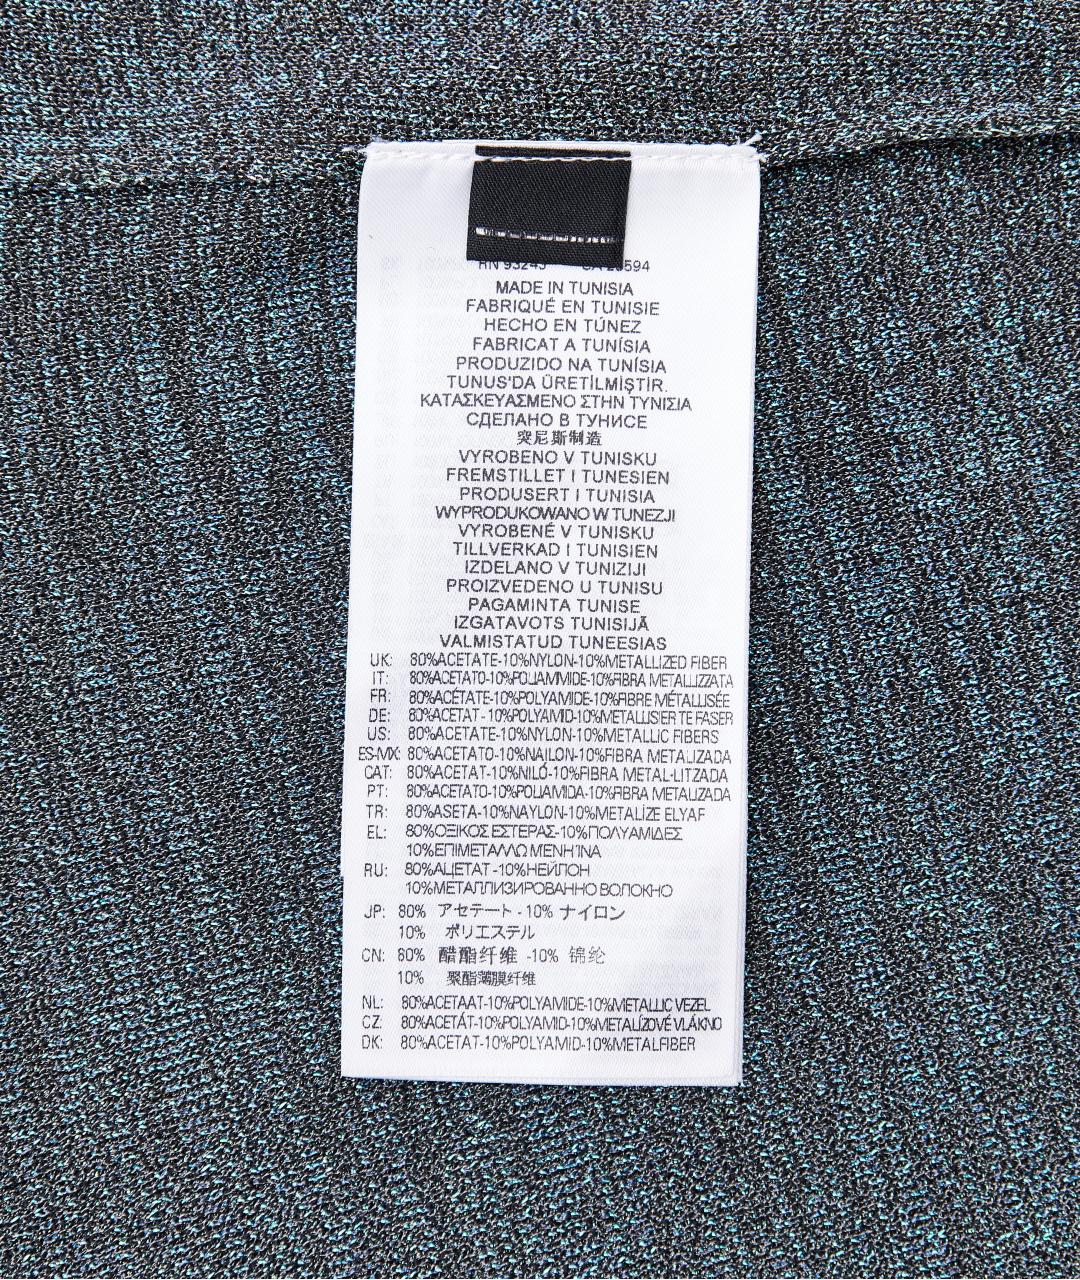 RN 93243 CA 594
MADE IN TUNISIA
FABRIQUÉ EN TUNISIE
HECHO EN TÚNEZ
FABRICAT A TUNÍSIA
PRODUZIDO NA TUNÍSIA
TUNUS'DA ÜRETİLMİŞTİR.
ΚΑΤΑΣΚΕΥΑΣΜΕΝΟ ΣΤΗΝ ΤΥΝΙΣΙΑ
СДЕЛАНО В ТУНИСЕ
突尼斯制造
VYROBENO V TUNISKU
FREMSTILLET I TUNESIEN
PRODUSERT I TUNISIA
WYPRODUKOWANO W TUNEZJI
VYROBENÉ V TUNISKU
TILLVERKAD I TUNISIEN
IZDELANO V TUNIZIJI
PROIZVEDENO U TUNISU
PAGAMINTA TUNISE
IZGATAVOTS TUNISIJĀ
VALMISTATUD TUNEESIAS
UK: 80%ACETATE-10%NYLON-10%METALLIZED FIBER
IT: 80%ACETATO-10%POLIAMMIDE-10%FIBRA METALLIZZATA
FR: 80%ACÉTATE-10%POLYAMIDE-10%FIBRE MÉTALLISÉE
DE: 80%ACETAT-10%POLYAMID-10%METALLISIERTE FASER
US: 80%ACETATE-10%NYLON-10%METALLIC FIBERS
ES-MX: 80%ACETATO-10%NAILON-10%FIBRA METALIZADA
CAT: 80%ACETAT-10%NILÓ-10%FIBRA METAL·LITZADA
PT: 80%ACETATO-10%POLIAMIDA-10%FIBRA METALIZADA
TR: 80%ASETA-10%NAYLON-10%METALİZE ELYAF
EL: 80%ΟΞΙΚΟΣ ΕΣΤΕΡΑΣ-10%ΠΟΛΥΑΜΙΔΕΣ
10%ΕΠΙΜΕΤΑΛΛΩΜΕΝΗ ΊΝΑ
RU: 80%АЦЕТАТ-10%НЕЙЛОН
10%МЕТАЛЛИЗИРОВАННО ВОЛОКНО
JP: 80% アセテート - 10% ナイロン
10% ポリエステル
CN: 80% 醋酯纤维 -10% 锦纶
10% 聚酯薄膜纤维
NL: 80%ACETAAT-10%POLYAMIDE-10%METALLIC VEZEL
CZ: 80%ACETÁT-10%POLYAMID-10%METALÍZOVÉ VLÁKNO
DK: 80%ACETAT-10%POLYAMID-10%METALFIBER